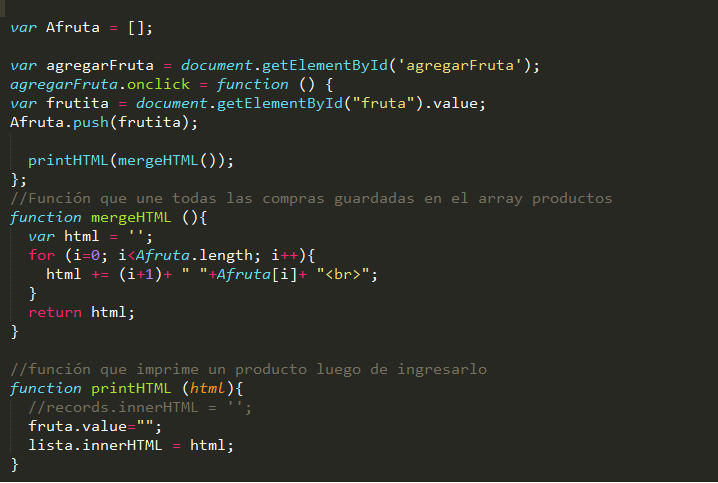 var Afruta = [];
var agregarFruta = document.getElementById('agregarFruta');
agregarFruta.onclick = function () {
var frutita = document.getElementById("fruta").value;
Afruta.push(frutita);
printHTML(mergeHTML());
};
//Función que une todas las compras guardadas en el array productos
function mergeHTML (){
var html = '';
for (i=0; i<Afruta.length; i++){
html += (i+1)+ " "+Afruta[i]+ "<br>";
}
return html;
}
//función que imprime un producto luego de ingresarlo
function printHTML (html){
//records.innerHTML = '';
fruta.value="";
lista.innerHTML = html;
}